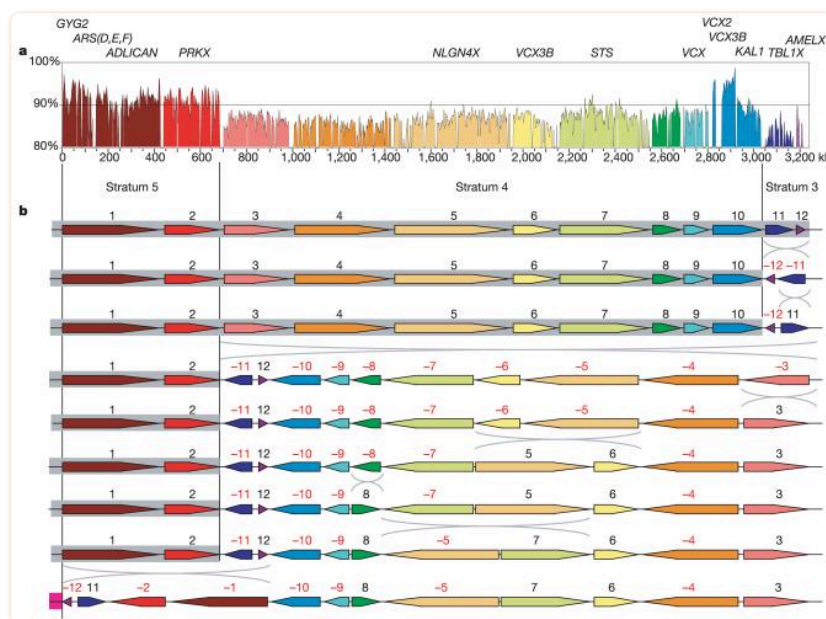 GYG2 VCX2
ARS(D,E,F) VCX3B AMELX
ADLICAN PRKX NLGN4X VCX3B STS VCX KAL1 TBL1X
a
100%
90%
80%
0 200 400 600 800 1,000 1,200 1,400 1,600 1,800 2,000 2,200 2,400 2,600 2,800 3,000 3,200
Stratum 5 Stratum 4 Stratum 3
b
1 2 3 4 5 6 7 8 9 10 11 12
1 2 3 4 5 6 7 8 9 10 –12 –11
1 2 3 4 5 6 7 8 9 10 –12 11
1 2 –11 12 –10 –9 –8 –7 –6 –5 –4 –3
1 2 –11 12 –10 –9 –8 –7 –6 –5 –4 3
1 2 –11 12 –10 –9 –8 –7 5 6 –4 3
1 2 –11 12 –10 –9 8 –7 5 6 –4 3
1 2 –11 12 –10 –9 8 –5 7 6 –4 3
–12 11 –2 –1 –10 –9 8 –5 7 6 –4 3